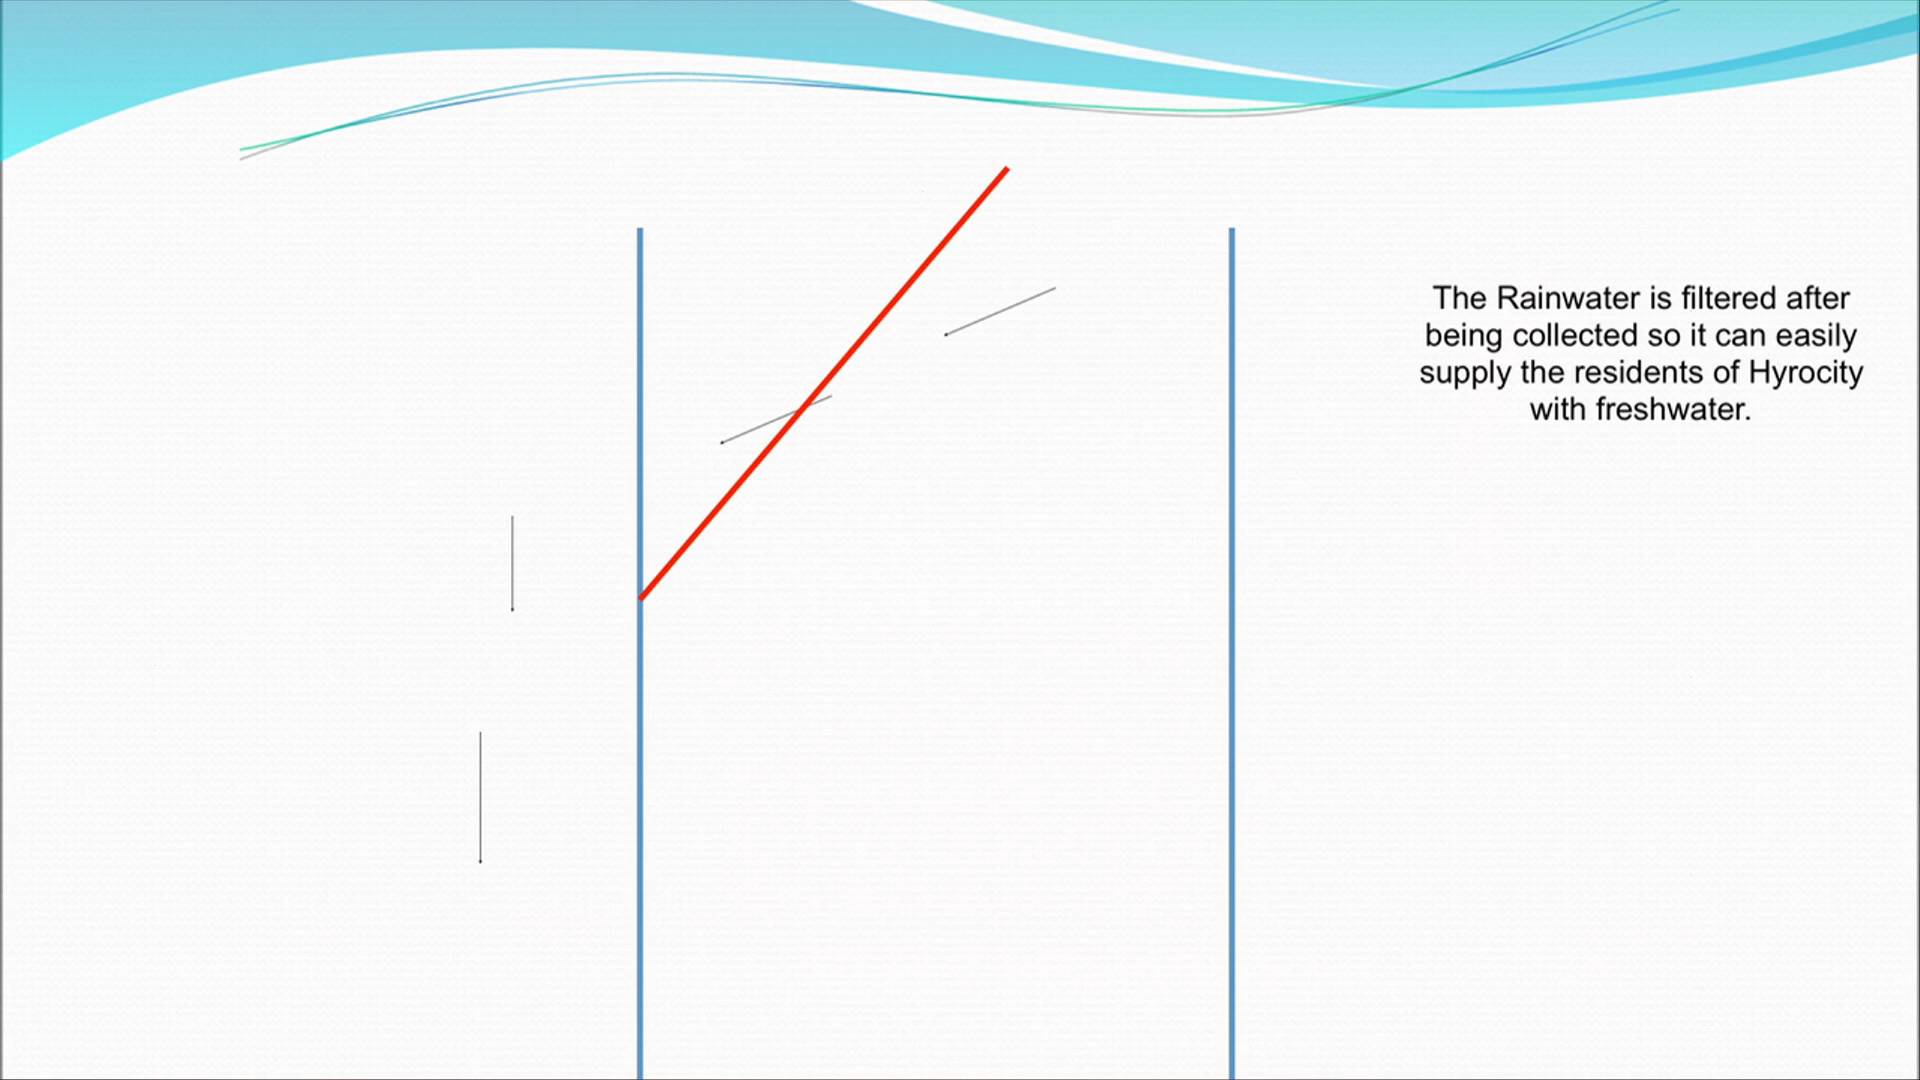 The Rainwater is filtered after
being collected so it can easily
supply the residents of Hyrocity
with freshwater.